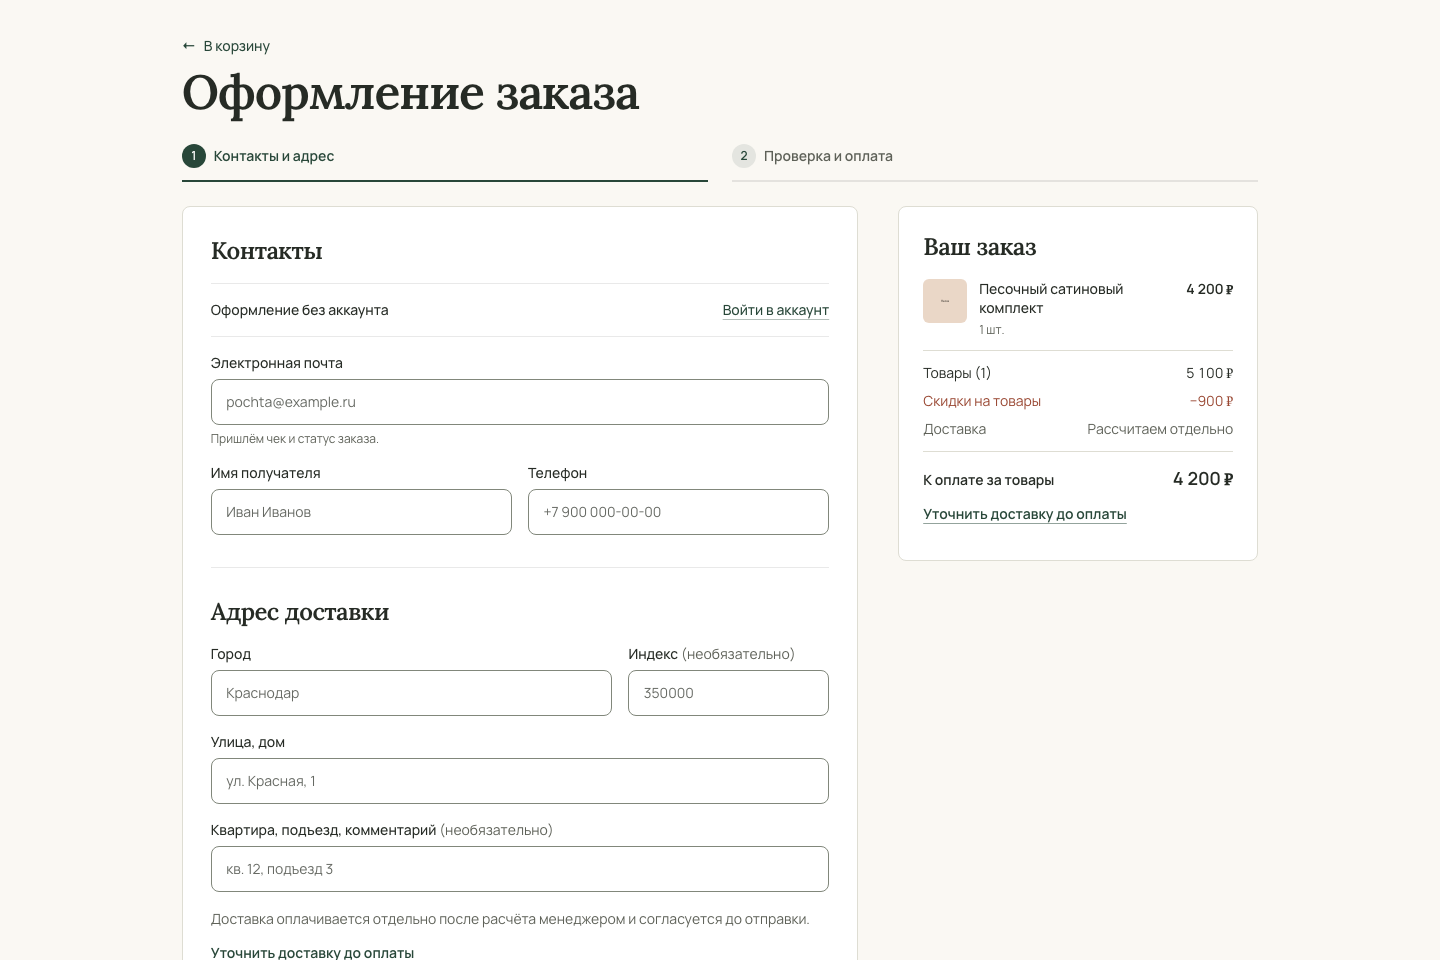 ← В корзину
Оформление заказа
1 Контакты и адрес
2 Проверка и оплата
Контакты
Оформление без аккаунта
Войти в аккаунт
Электронная почта
pochta@example.ru
Пришлём чек и статус заказа.
Имя получателя
Телефон
Иван Иванов
+7 900 000-00-00
Адрес доставки
Город
Индекс (необязательно)
Краснодар
350000
Улица, дом
ул. Красная, 1
Квартира, подъезд, комментарий (необязательно)
кв. 12, подъезд 3
Доставка оплачивается отдельно после расчёта менеджером и согласуется до отправки.
Уточнить доставку до оплаты
Ваш заказ
Песочный сатиновый 4 200 ₽
комплект
1 шт.
Товары (1) 5 100 ₽
Скидки на товары −900 ₽
Доставка Рассчитаем отдельно
К оплате за товары 4 200 ₽
Уточнить доставку до оплаты